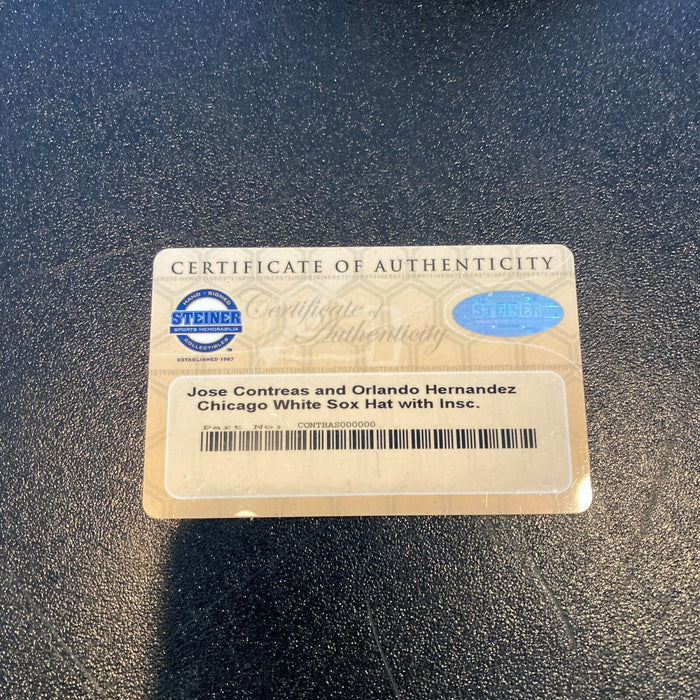 CERTIFICATE OF AUTHENTICITY
HAND - SIGNED
STEINER
SPORTS MEMORABILIA
COLLECTIBLES
TM
ESTABLISHED 1987
Certificate of
Authenticity
STEINER
Jose Contreas and Orlando Hernandez
Chicago White Sox Hat with Insc.
Part No: CONTRAS000000